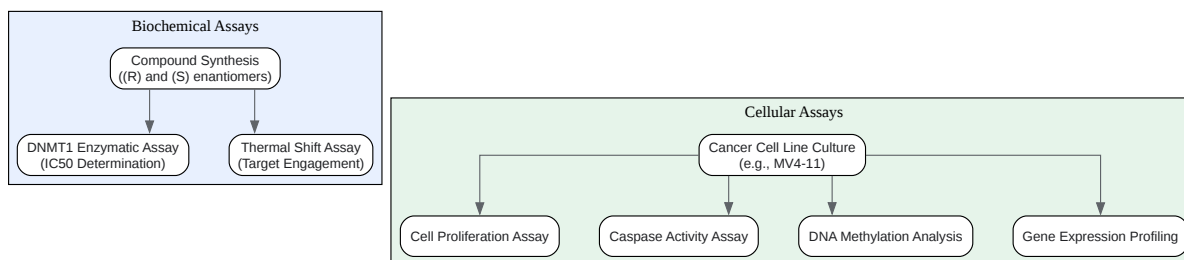 Biochemical Assays
Compound Synthesis
((R) and (S) enantiomers)
DNMT1 Enzymatic Assay
(IC50 Determination)
Thermal Shift Assay
(Target Engagement)
Cellular Assays
Cancer Cell Line Culture
(e.g., MV4-11)
Cell Proliferation Assay
Caspase Activity Assay
DNA Methylation Analysis
Gene Expression Profiling